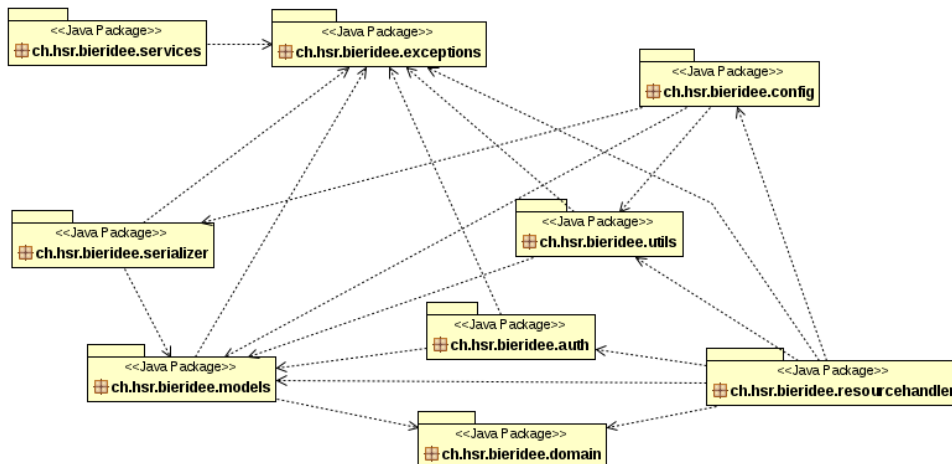 <<Java Package>>
ch.hsr.bieridee.services
<<Java Package>>
ch.hsr.bieridee.exceptions
<<Java Package>>
ch.hsr.bieridee.config
<<Java Package>>
ch.hsr.bieridee.serializer
<<Java Package>>
ch.hsr.bieridee.utils
<<Java Package>>
ch.hsr.bieridee.auth
<<Java Package>>
ch.hsr.bieridee.models
<<Java Package>>
ch.hsr.bieridee.resourcehandler
<<Java Package>>
ch.hsr.bieridee.domain